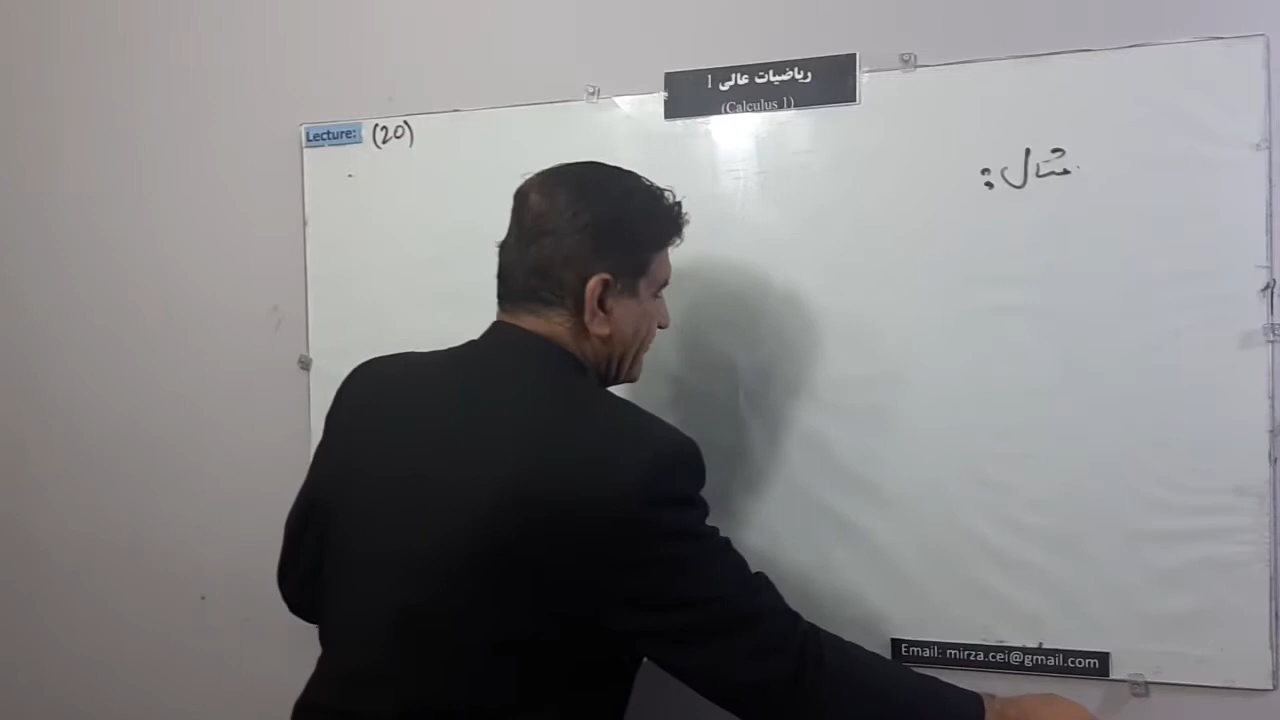 ریاضیات عالی 1
(Calculus 1)
Lecture: (20)
مثال:
Email: mirza.cei@gmail.com